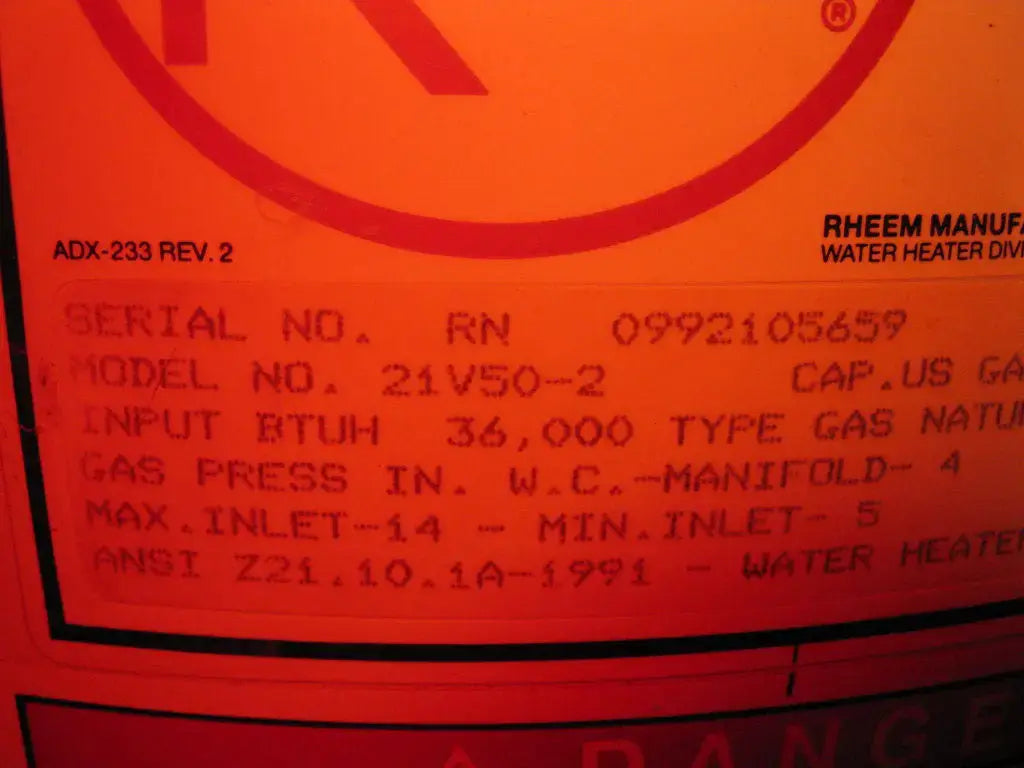 ®
RHEEM MANUFA
ADX-233 REV. 2
WATER HEATER DIVI
SERIAL NO. RN 0992105659
MODEL NO. 21V50-2 CAP.US GA
INPUT BTUH 36,000 TYPE GAS NATU
GAS PRESS IN. W.C.-MANIFOLD- 4
MAX.INLET-14 - MIN.INLET- 5
ANSI Z21.10.1A-1991 - WATER HEATER
DANGE